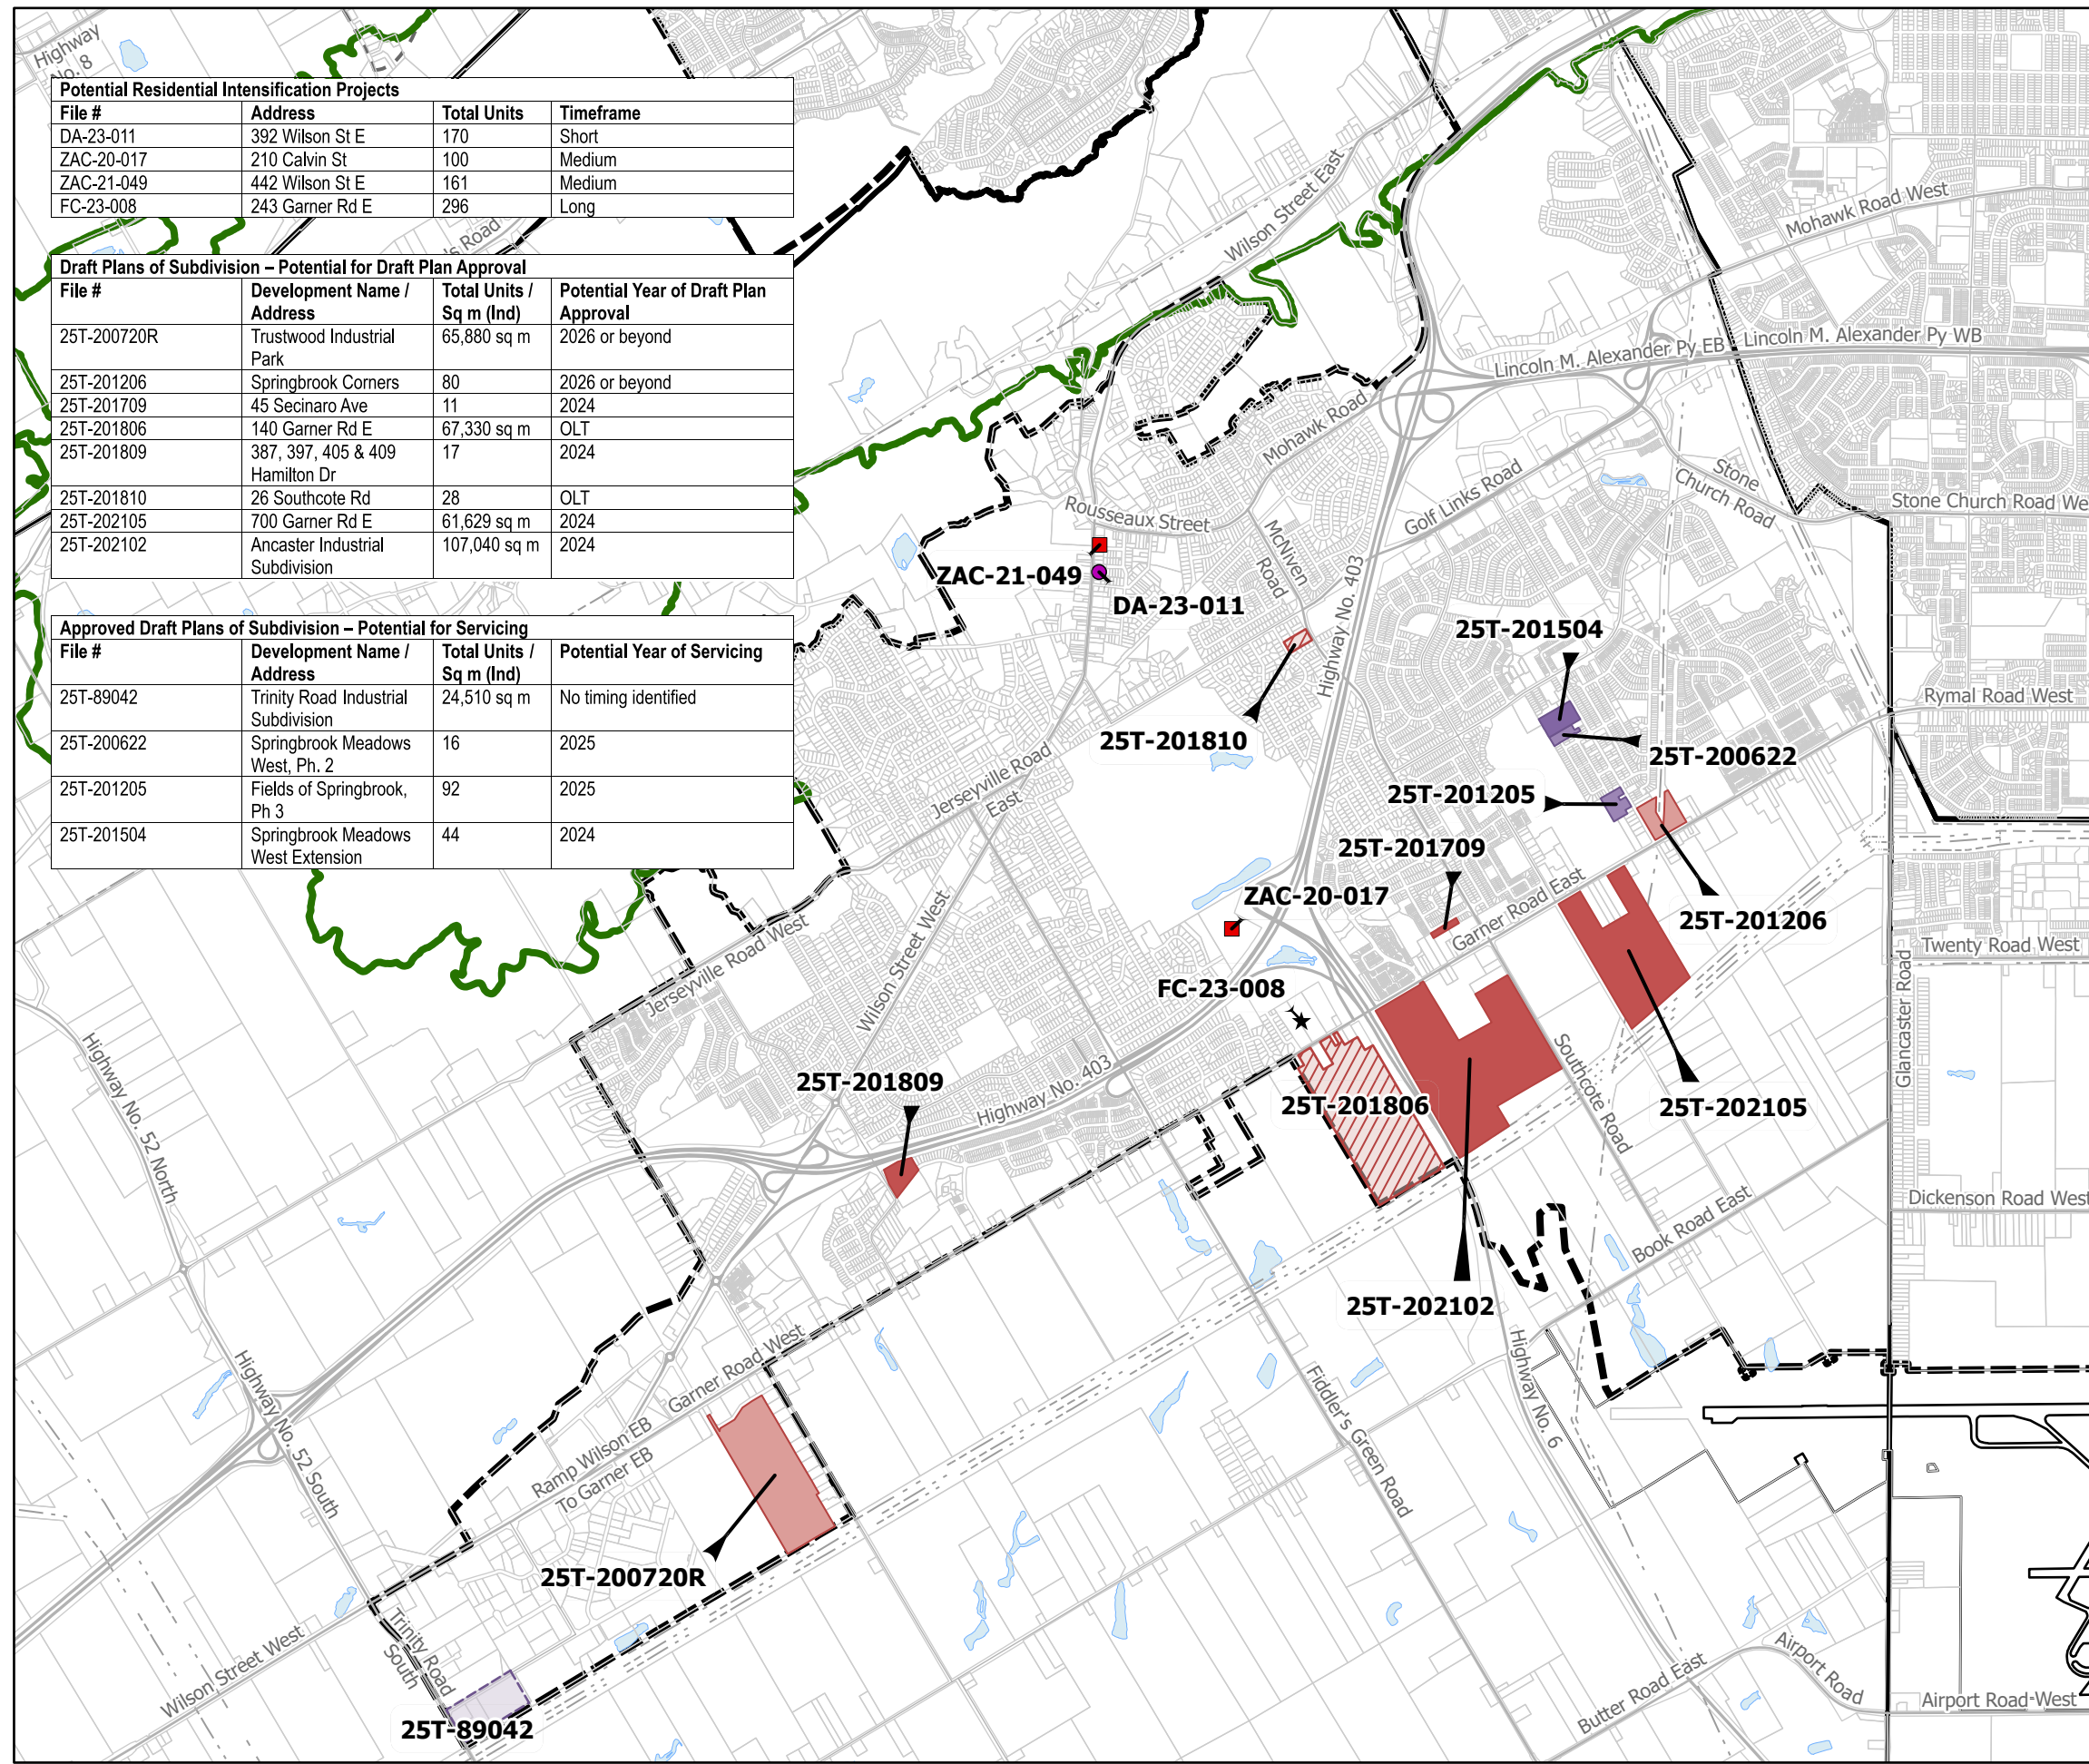 Highway
No. 8
Potential Residential Intensification Projects
File # Address Total Units Timeframe
DA-23-011 392 Wilson St E 170 Short
ZAC-20-017 210 Calvin St 100 Medium
ZAC-21-049 442 Wilson St E 161 Medium
FC-23-008 243 Garner Rd E 296 Long
Road
Draft Plans of Subdivision – Potential for Draft Plan Approval
File # Development Name / Total Units / Potential Year of Draft Plan
Address Sq m (Ind) Approval
25T-200720R Trustwood Industrial 65,880 sq m 2026 or beyond
Park
25T-201206 Springbrook Corners 80 2026 or beyond
25T-201709 45 Secinaro Ave 11 2024
25T-201806 140 Garner Rd E 67,330 sq m OLT
25T-201809 387, 397, 405 & 409 17 2024
Hamilton Dr
25T-201810 26 Southcote Rd 28 OLT
25T-202105 700 Garner Rd E 61,629 sq m 2024
25T-202102 Ancaster Industrial 107,040 sq m 2024
Subdivision
Approved Draft Plans of Subdivision – Potential for Servicing
File # Development Name / Total Units / Potential Year of Servicing
Address Sq m (Ind)
25T-89042 Trinity Road Industrial 24,510 sq m No timing identified
Subdivision
25T-200622 Springbrook Meadows 16 2025
West, Ph. 2
25T-201205 Fields of Springbrook, 92 2025
Ph 3
25T-201504 Springbrook Meadows 44 2024
West Extension
Wilson Street East
Mohawk Road West
Lincoln M. Alexander Py EB
Lincoln M. Alexander Py WB
Mohawk Road
Golf Links Road
Stone
Church Road
Stone Church Road We
Rousseaux Street
McNiven
Road
ZAC-21-049
DA-23-011
Highway No. 403
25T-201504
Rymal Road West
25T-201810
25T-200622
25T-201205
Jerseyville Road
East
25T-201709
ZAC-20-017
Garner Road East
25T-201206
Twenty Road West
Jerseyville Road West
Wilson Street West
FC-23-008
Glancaster Road
Highway No. 52 North
25T-201809
Highway No. 403
25T-201806
Southcote Road
25T-202105
Dickenson Road West
Book Road East
25T-202102
Highway No. 6
Garner Road West
Fiddler's Green Road
Highway No. 52 South
Ramp Wilson EB
To Garner EB
25T-200720R
Trinity Road
South
Wilson Street West
25T-89042
Butter Road East
Airport Road
Airport Road West